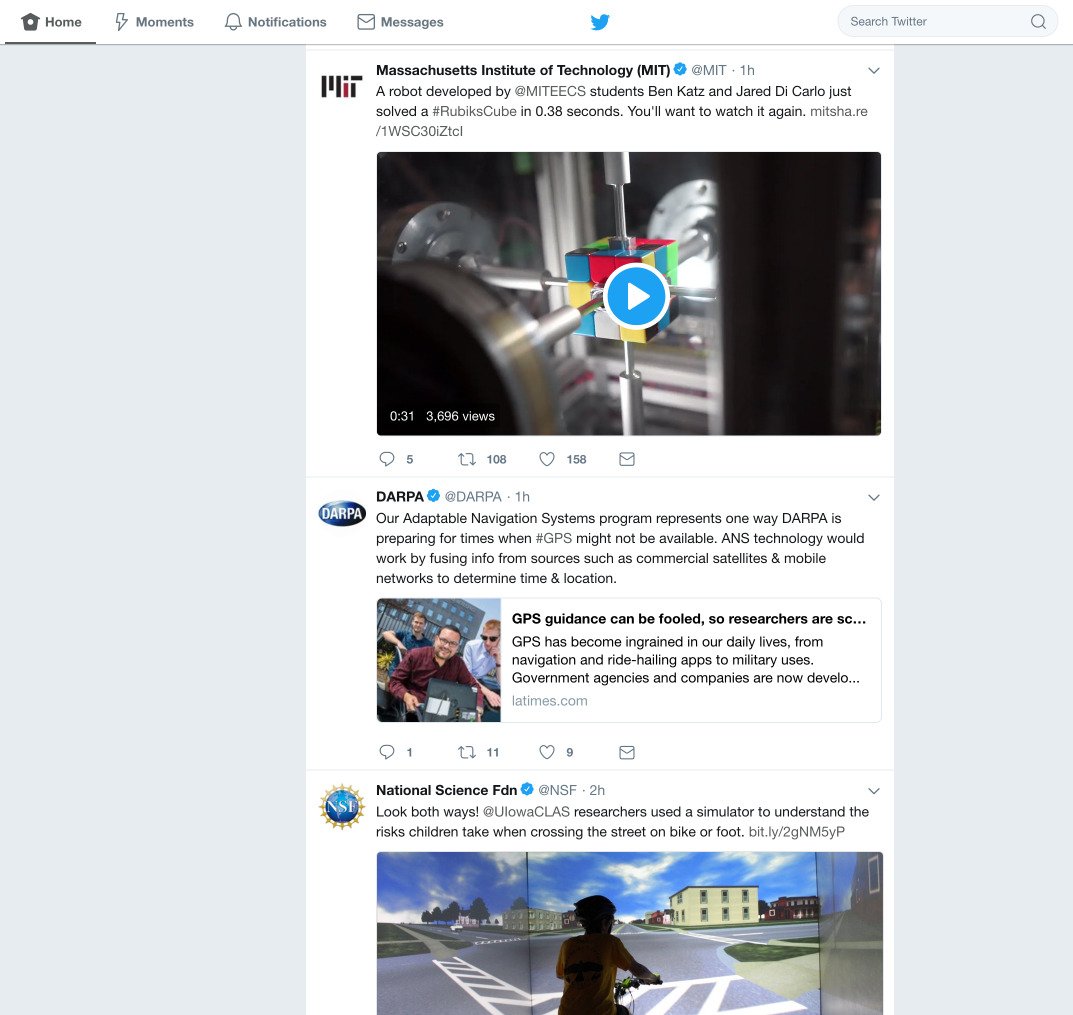 Home Moments Notifications Messages Search Twitter
MIT
Massachusetts Institute of Technology (MIT) @MIT · 1h
A robot developed by @MITEECS students Ben Katz and Jared Di Carlo just
solved a #RubiksCube in 0.38 seconds. You'll want to watch it again. mitsha.re
/1WSC30iZtcI
0:31 3,696 views
5 108 158
DARPA
DARPA @DARPA · 1h
Our Adaptable Navigation Systems program represents one way DARPA is
preparing for times when #GPS might not be available. ANS technology would
work by fusing info from sources such as commercial satellites & mobile
networks to determine time & location.
GPS guidance can be fooled, so researchers are sc...
GPS has become ingrained in our daily lives, from
navigation and ride-hailing apps to military uses.
Government agencies and companies are now develo...
latimes.com
1 11 9
NSF
National Science Fdn @NSF · 2h
Look both ways! @UIowaCLAS researchers used a simulator to understand the
risks children take when crossing the street on bike or foot. bit.ly/2gNM5yP